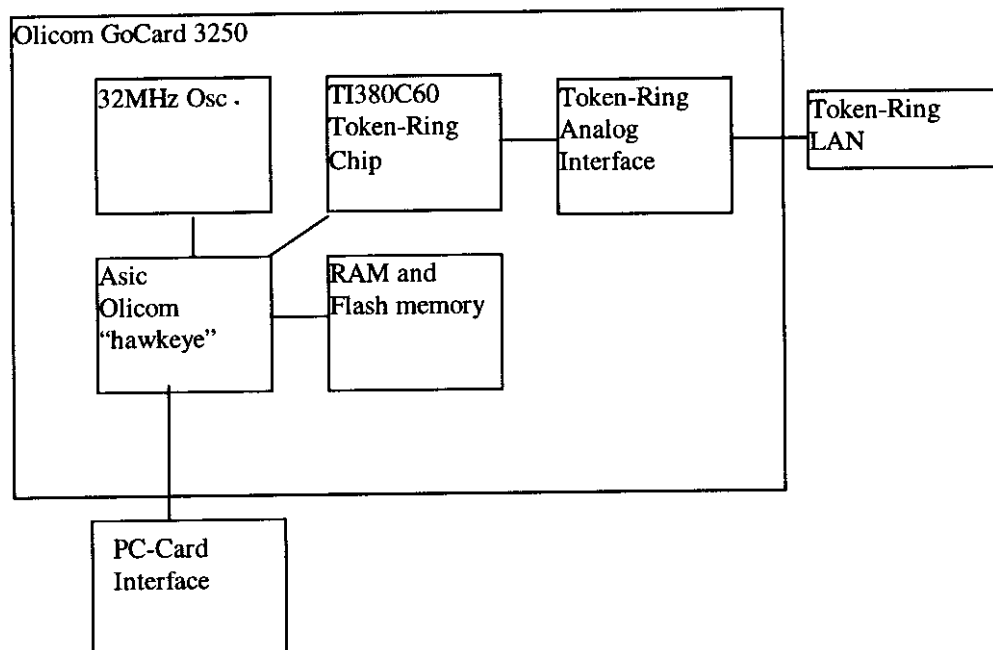 Olicom GoCard 3250
32MHz Osc .
TI380C60
Token-Ring
Chip
Token-Ring
Analog
Interface
Token-Ring
LAN
Asic
Olicom
“hawkeye”
RAM and
Flash memory
PC-Card
Interface